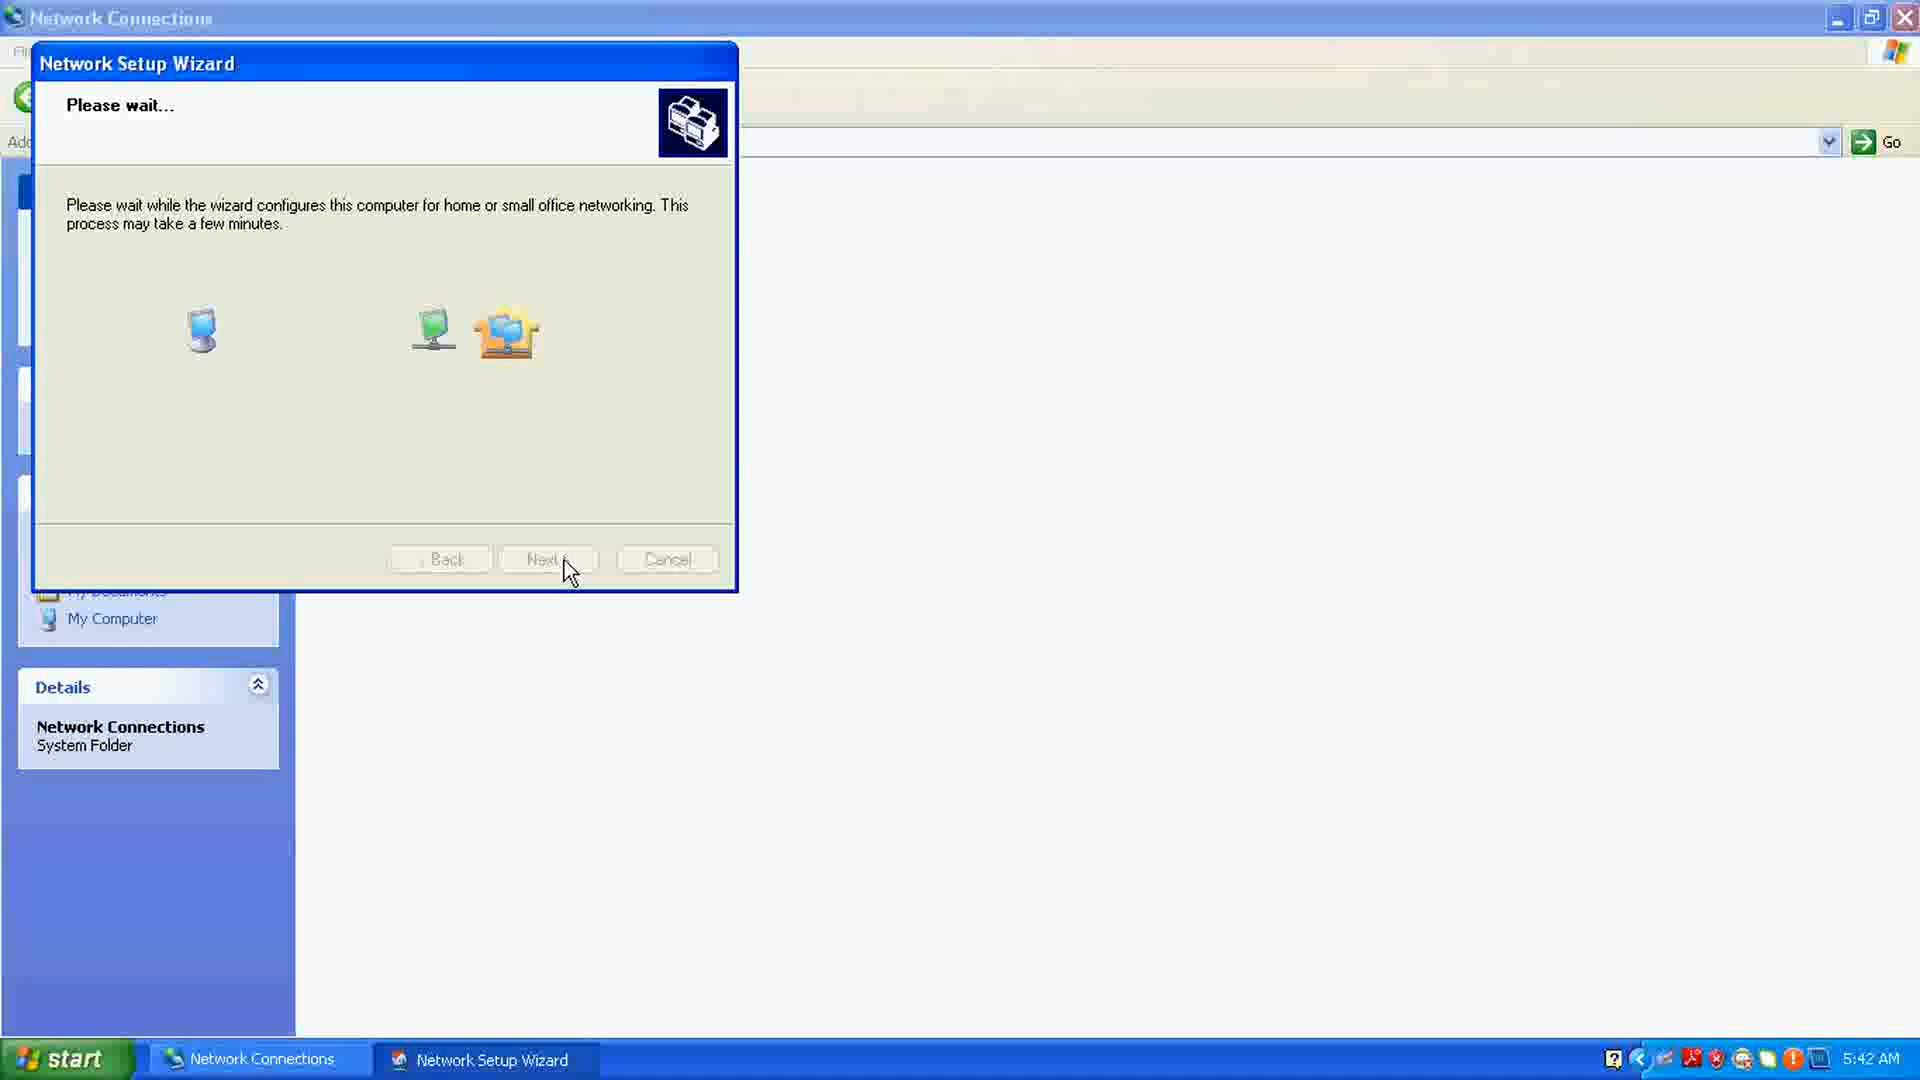 Network Connections
Network Setup Wizard
Please wait...
Go
Please wait while the wizard configures this computer for home or small office networking. This
process may take a few minutes.
Back
Next
Cancel
My Documents
My Computer
Details
Network Connections
System Folder
start
Network Connections
Network Setup Wizard
5:42 AM